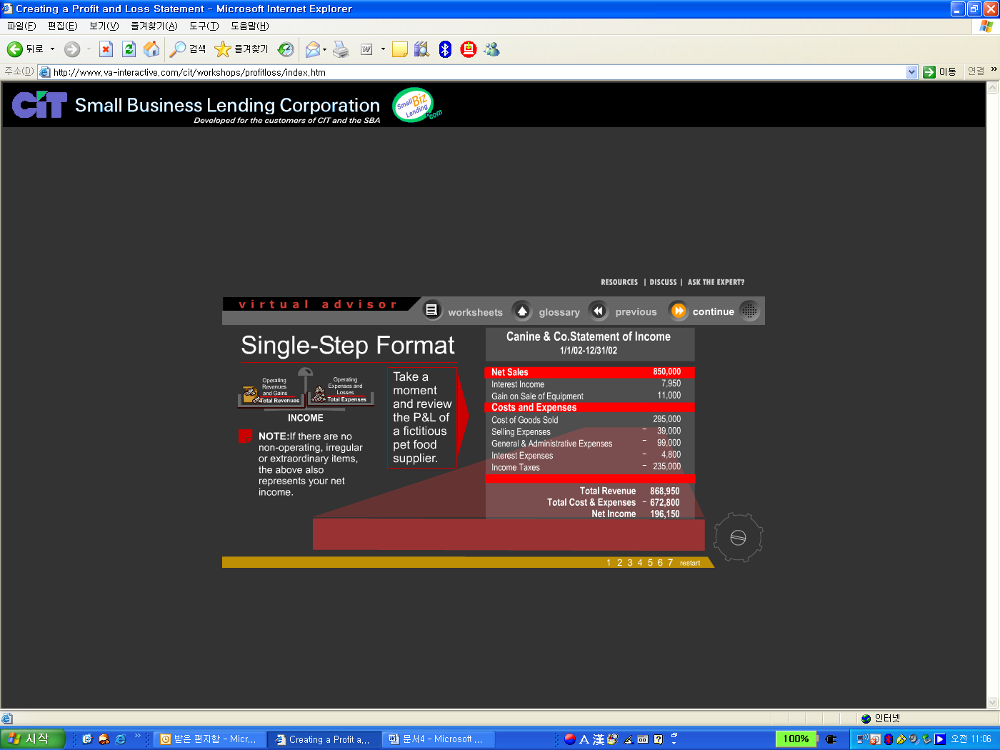 Creating a Profit and Loss Statement - Microsoft Internet Explorer
파일(F) 편집(E) 보기(V) 즐겨찾기(A) 도구(T) 도움말(H)
뒤로 검색 즐겨찾기
주소(D) http://www.va-interactive.com/cit/workshops/profitloss/index.htm 이동 연결 »
CIT Small Business Lending Corporation
Developed for the customers of CIT and the SBA
SmallBiz
Lending
.com
RESOURCES | DISCUSS | ASK THE EXPERT?
virtual advisor worksheets glossary previous continue
Single-Step Format
Operating
Revenues
and Gains
Total Revenues
Operating
Expenses and
Losses
Total Expenses
INCOME
NOTE:If there are no
non-operating, irregular
or extraordinary items,
the above also
represents your net
income.
Take a
moment
and review
the P&L of
a fictitious
pet food
supplier.
Canine & Co.Statement of Income
1/1/02-12/31/02
Net Sales 850,000
Interest Income 7,950
Gain on Sale of Equipment 11,000
Costs and Expenses
Cost of Goods Sold 295,000
Selling Expenses - 39,000
General & Administrative Expenses - 99,000
Interest Expenses - 4,800
Income Taxes - 235,000
Total Revenue 868,950
Total Cost & Expenses - 672,800
Net Income 196,150
1 2 3 4 5 6 7 restart
인터넷
시작 » 받은 편지함 - Micr... Creating a Profit a... 문서4 - Microsoft ... A 漢 100% 오전 11:06